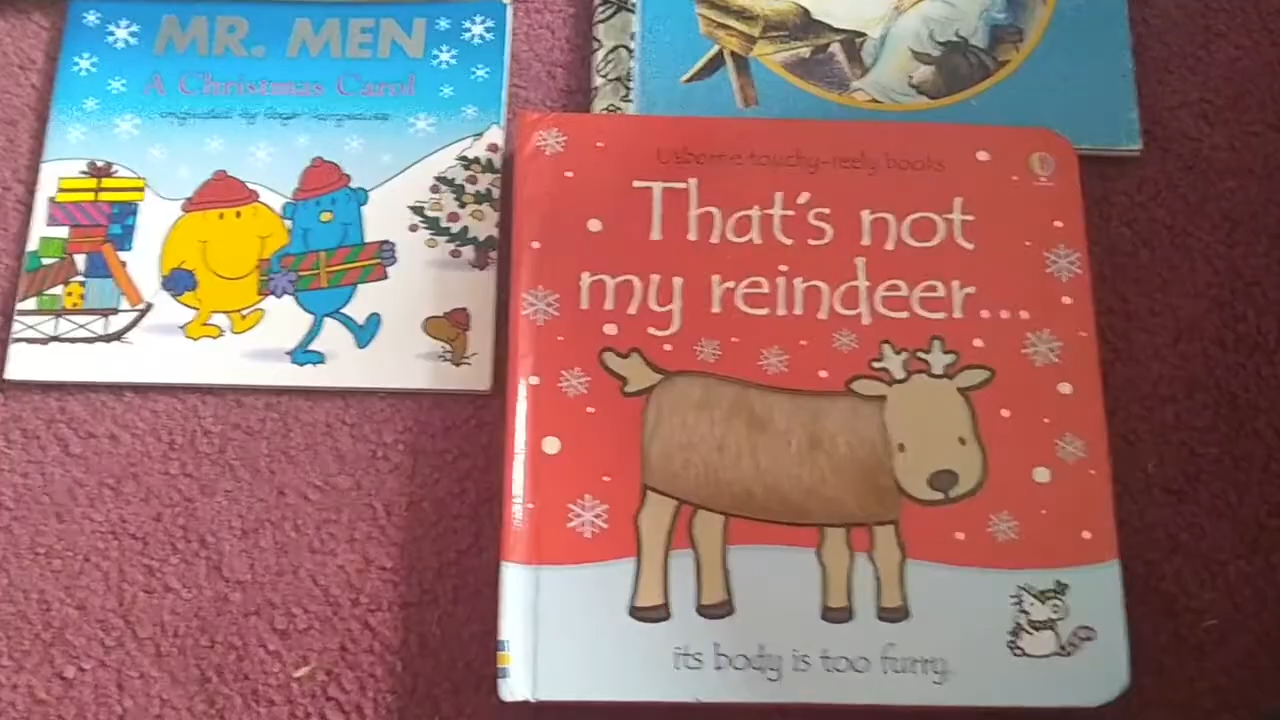 MR. MEN
A Christmas Carol
Usborne touchy-feely books
That's not
my reindeer...
its body is too furry.